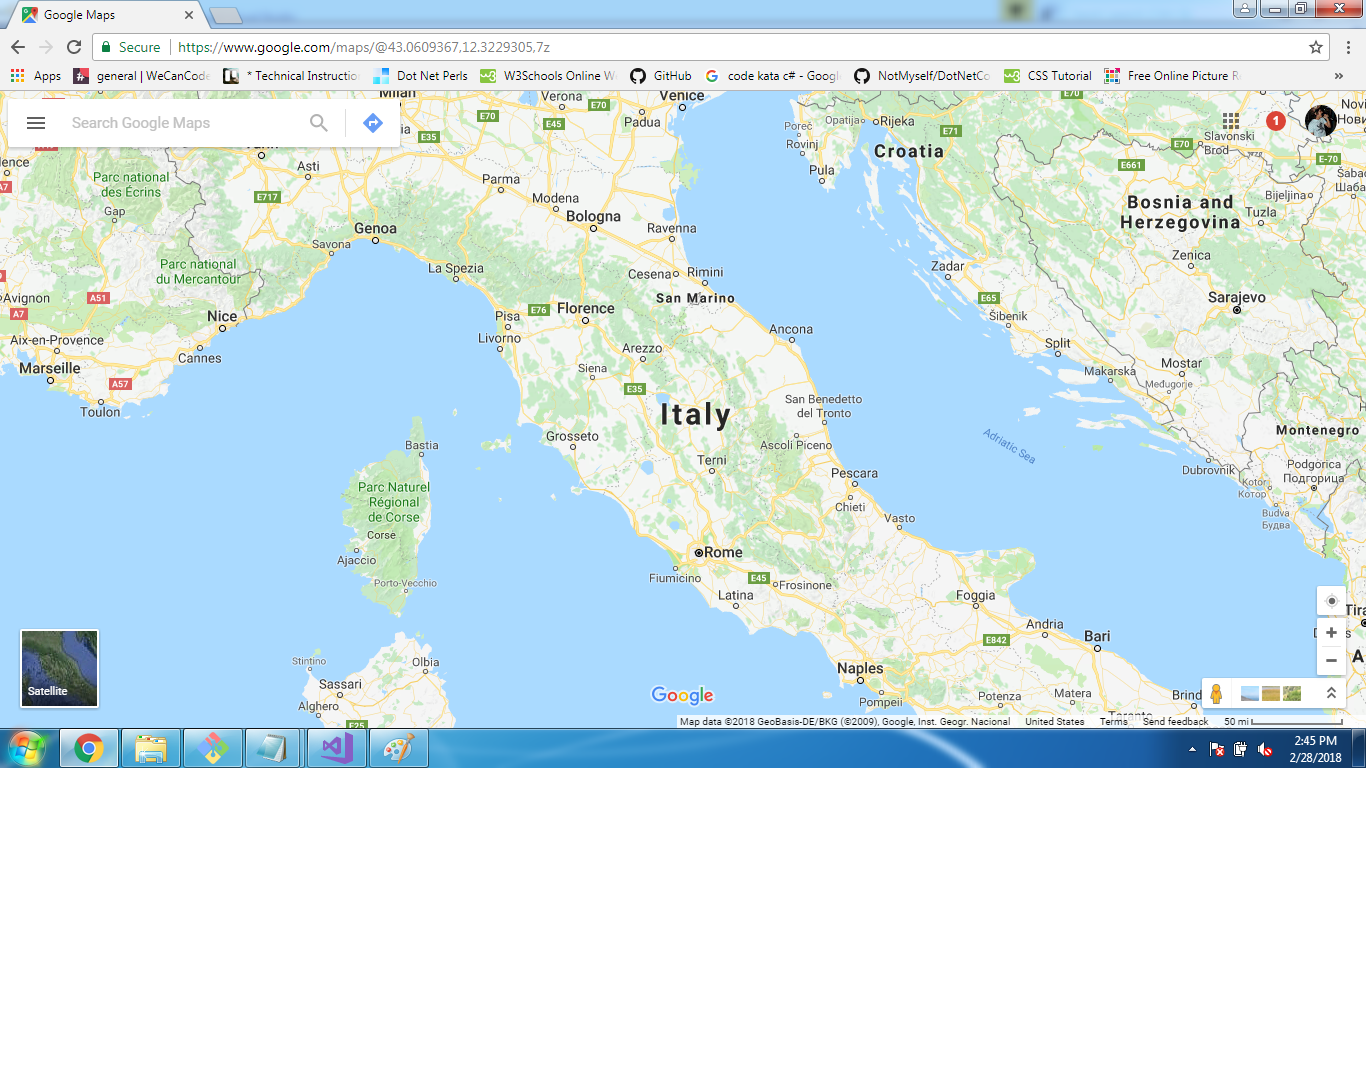 Google Maps
Secure
https://www.google.com/maps/@43.0609367,12.3229305,7z
Apps
general | WeCanCode
* Technical Instructio
Dot Net Perls
W3Schools Online W
GitHub
code kata c# - Googl
NotMyself/DotNetCo
CSS Tutorial
Free Online Picture R
»
Search Google Maps
Milan
Verona
E70
Venice
E70
E70
E45
Padua
E35
Poreč
Opatija
Rijeka
E71
Rovinj
Croatia
Pula
1
E70
Slavonski
Brod
E-70
E661
Asti
Parc national
des Écrins
A7
Gap
E717
Parma
Modena
Bologna
Genoa
Savona
Ravenna
Bosnia and
Herzegovina
Bijeljina
Tuzla
Zenica
Parc national
du Mercantour
La Spezia
Cesena
Rimini
San Marino
Zadar
Avignon
A51
A7
Nice
Pisa
E76
Florence
E65
Sarajevo
Šibenik
Aix-en-Provence
Cannes
Livorno
Arezzo
Ancona
Split
Marseille
A57
Toulon
Siena
E35
Makarska
Mostar
Međugorje
Italy
San Benedetto
del Tronto
Adriatic Sea
Montenegro
Bastia
Grosseto
Ascoli Piceno
Terni
Pescara
Dubrovnik
Podgorica
Подгорица
Parc Naturel
Régional
de Corse
Corse
Chieti
Vasto
Kotor
Котор
Budva
Будва
Ajaccio
Rome
Porto-Vecchio
Fiumicino
E45
Frosinone
Latina
Foggia
Andria
E842
Bari
Stintino
Olbia
Sassari
Alghero
E25
Naples
Pompeii
Potenza
Matera
Satellite
Google
Map data ©2018 GeoBasis-DE/BKG (©2009), Google, Inst. Geogr. Nacional
United States
Terms
Send feedback
50 mi
2:45 PM
2/28/2018